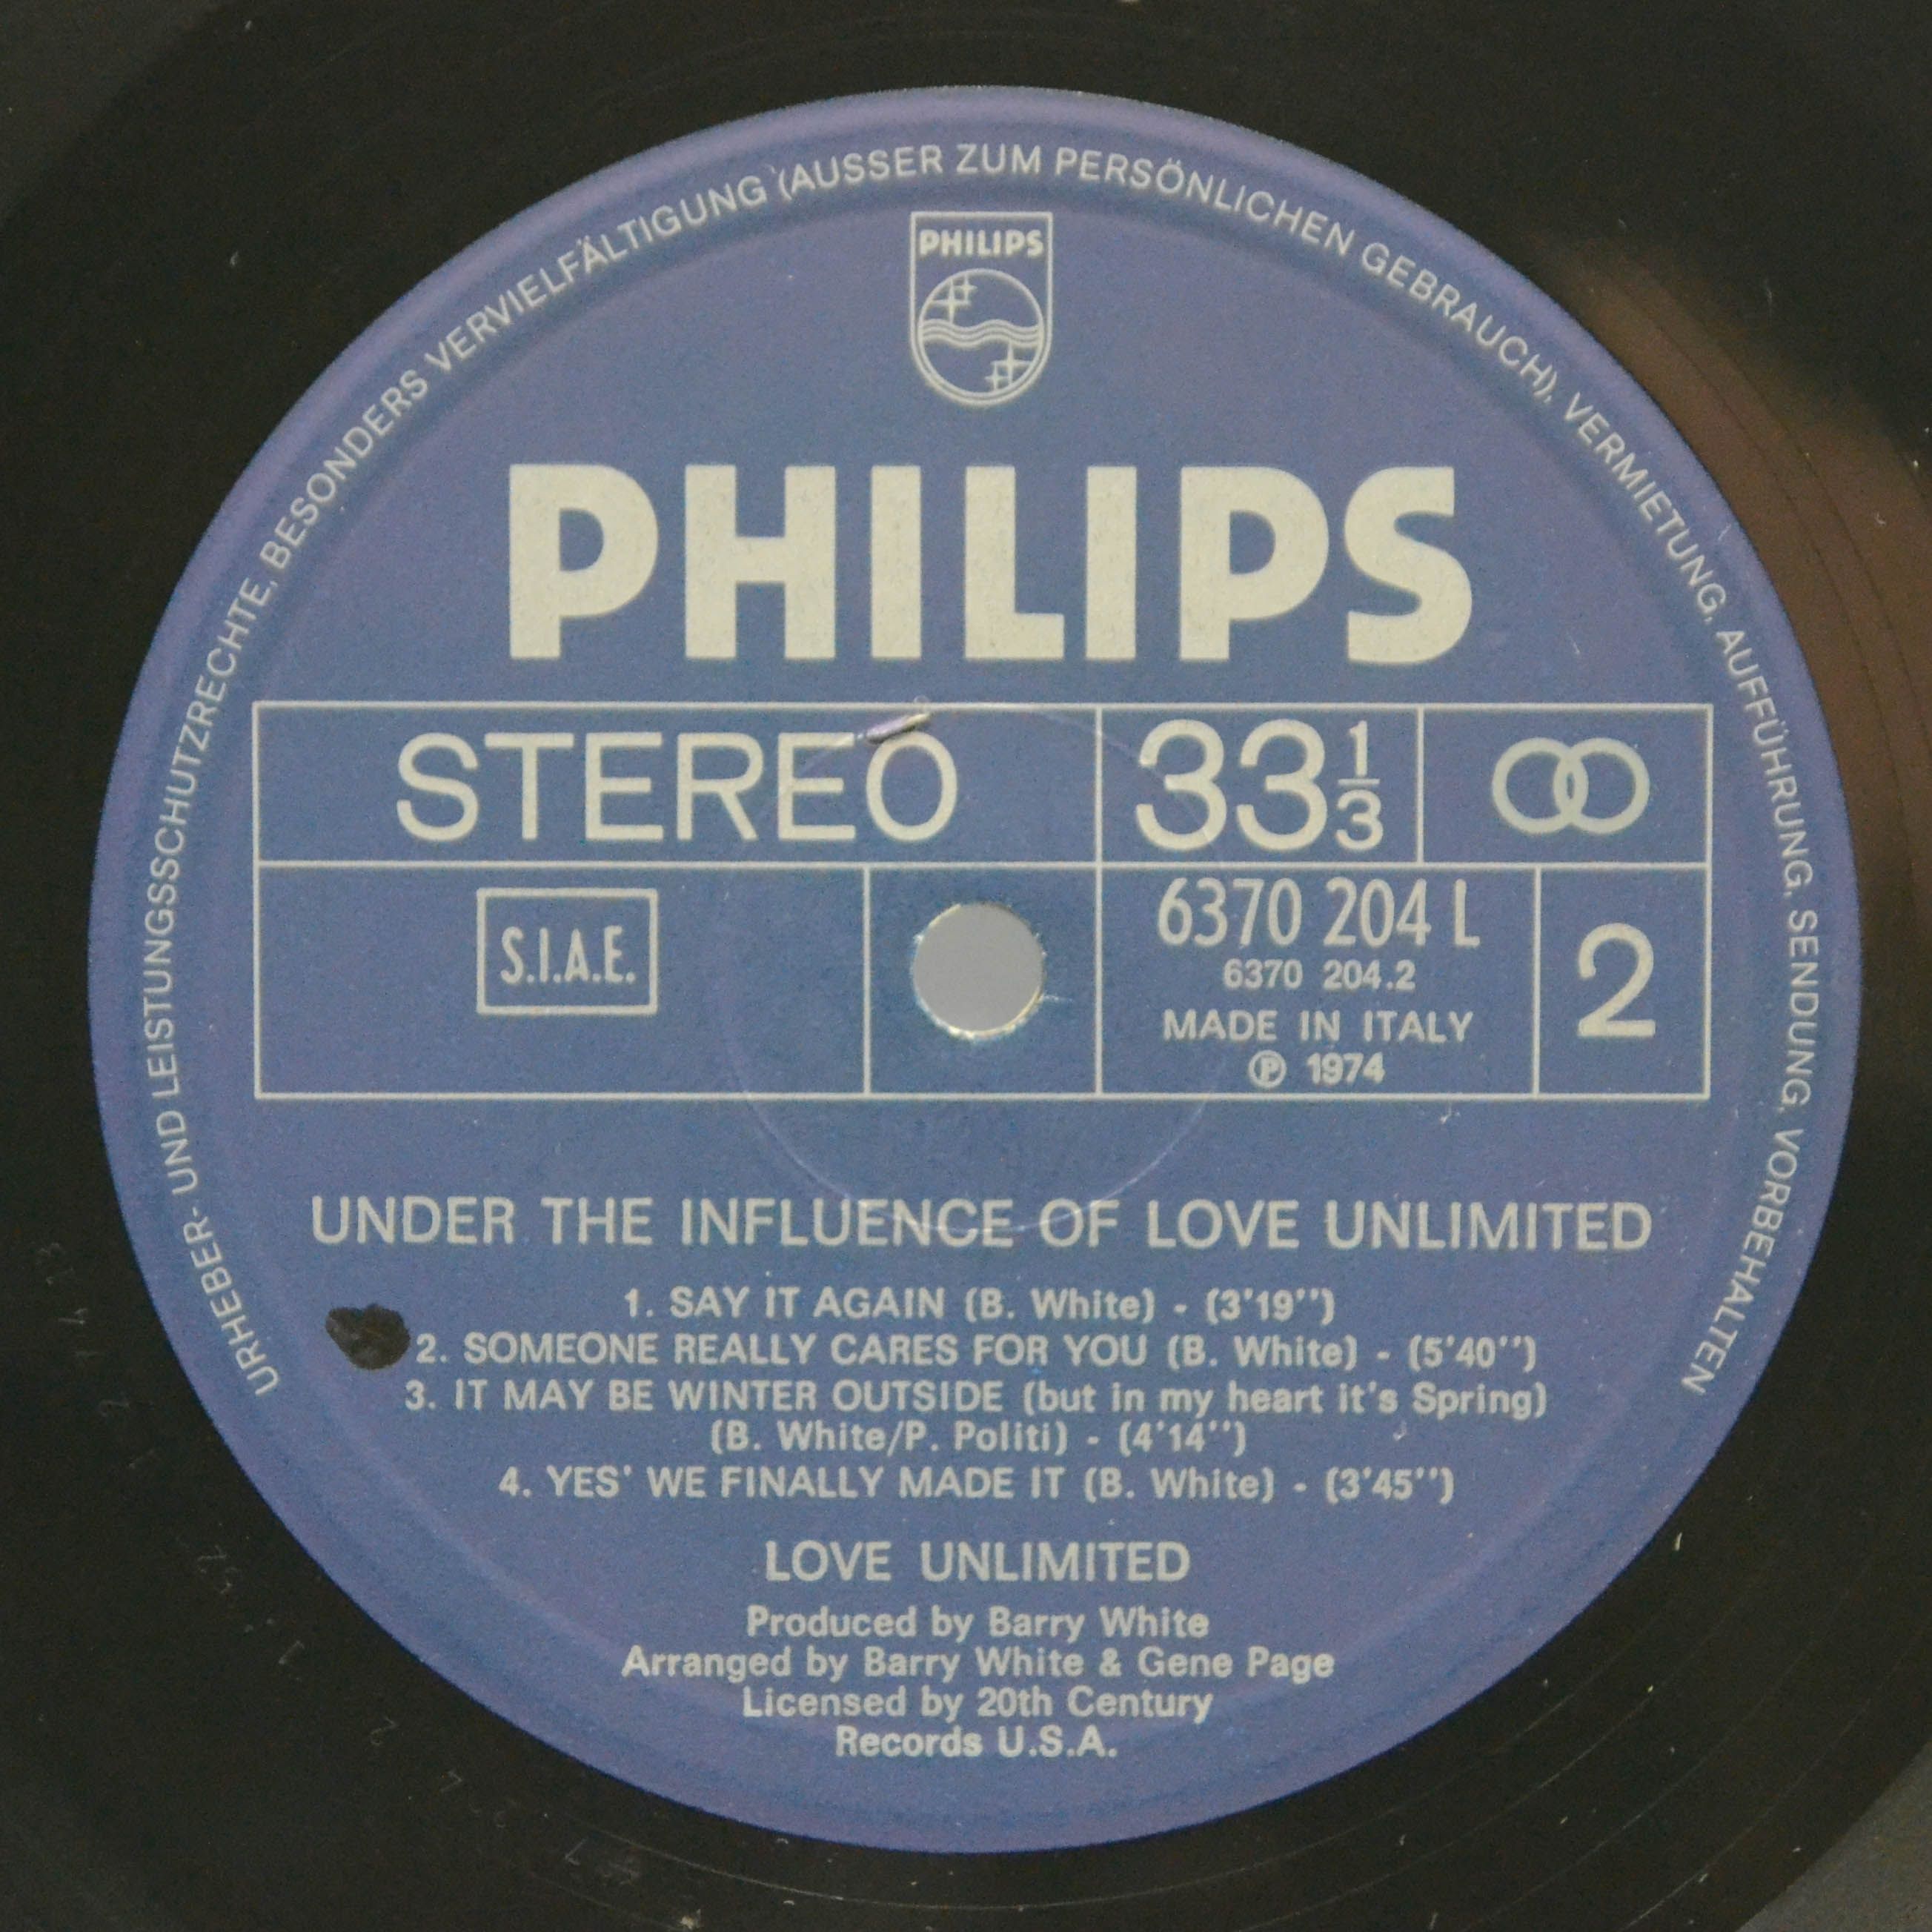 URHEBER- UND LEISTUNGSSCHUTZRECHTE, BESONDERS VERVIELFÄLTIGUNG (AUSSER ZUM PERSÖNLICHEN GEBRAUCH), VERMIETUNG, AUFFÜHRUNG, SENDUNG, VORBEHALTEN
PHILIPS
PHILIPS
STEREO
33 1/3
S.I.A.E.
6370 204 L
6370 204.2
MADE IN ITALY
℗ 1974
2
UNDER THE INFLUENCE OF LOVE UNLIMITED
1. SAY IT AGAIN (B. White) - (3'19'')
2. SOMEONE REALLY CARES FOR YOU (B. White) - (5'40'')
3. IT MAY BE WINTER OUTSIDE (but in my heart it's Spring)
(B. White/P. Politi) - (4'14'')
4. YES' WE FINALLY MADE IT (B. White) - (3'45'')
LOVE UNLIMITED
Produced by Barry White
Arranged by Barry White & Gene Page
Licensed by 20th Century
Records U.S.A.